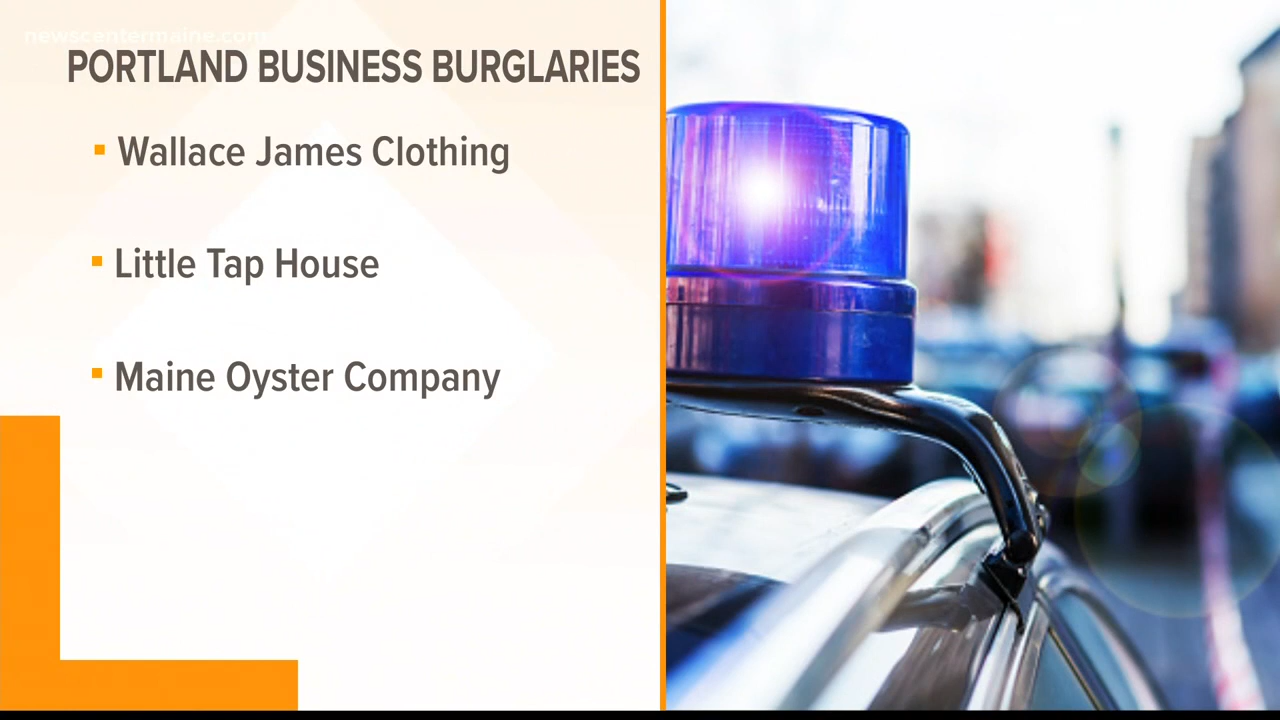 newscentermaine.com
PORTLAND BUSINESS BURGLARIES
Wallace James Clothing
Little Tap House
Maine Oyster Company